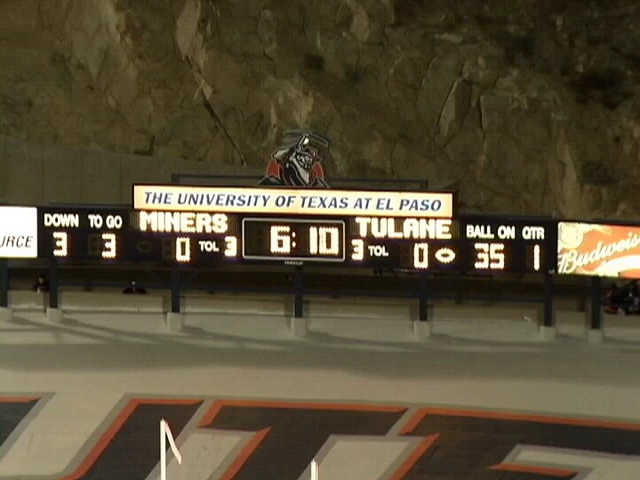 THE UNIVERSITY OF TEXAS AT EL PASO
DOWN TO GO MINERS TULANE BALL ON QTR
URCE 3 3 0 TOL 3 6:10 3 TOL 0 35 1 Budweis
UTE